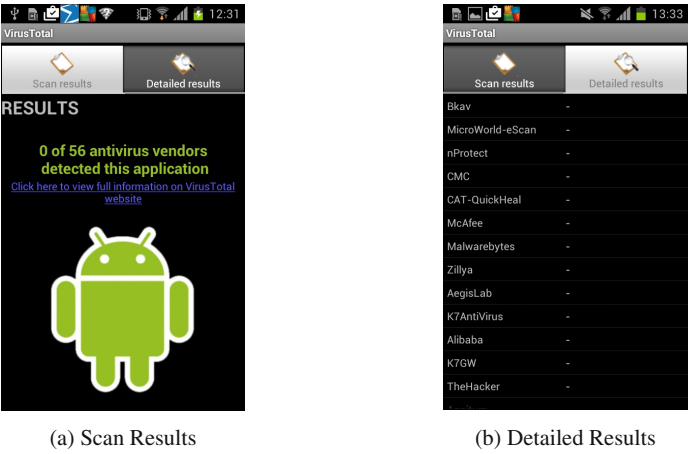 12:31
VirusTotal
Scan results
Detailed results
RESULTS
0 of 56 antivirus vendors
detected this application
Click here to view full information on VirusTotal
website
(a) Scan Results
13:33
VirusTotal
Scan results
Detailed results
Bkav -
MicroWorld-eScan -
nProtect -
CMC -
CAT-QuickHeal -
McAfee -
Malwarebytes -
Zillya -
AegisLab -
K7AntiVirus -
Alibaba -
K7GW -
TheHacker -
(b) Detailed Results